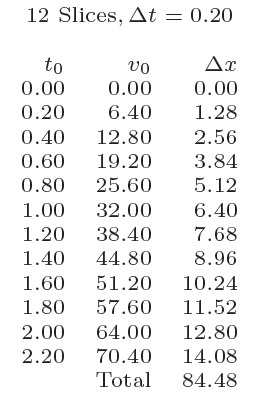 12 Slices, Δt = 0.20
t₀ v₀ Δx
0.00 0.00 0.00
0.20 6.40 1.28
0.40 12.80 2.56
0.60 19.20 3.84
0.80 25.60 5.12
1.00 32.00 6.40
1.20 38.40 7.68
1.40 44.80 8.96
1.60 51.20 10.24
1.80 57.60 11.52
2.00 64.00 12.80
2.20 70.40 14.08
Total 84.48